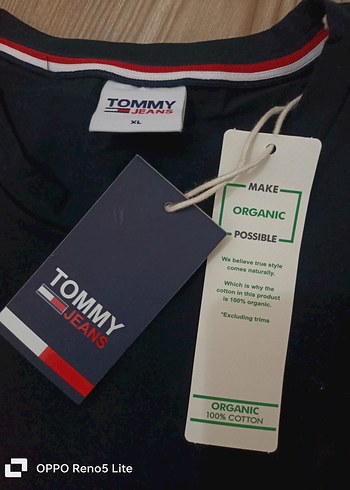 TOMMY
JEANS
XL
MAKE
ORGANIC
POSSIBLE
We believe true style
comes naturally.
Which is why the
cotton in this product
is 100% organic.
*Excluding trims
ORGANIC
100% COTTON
TOMMY
JEANS
OPPO Reno5 Lite